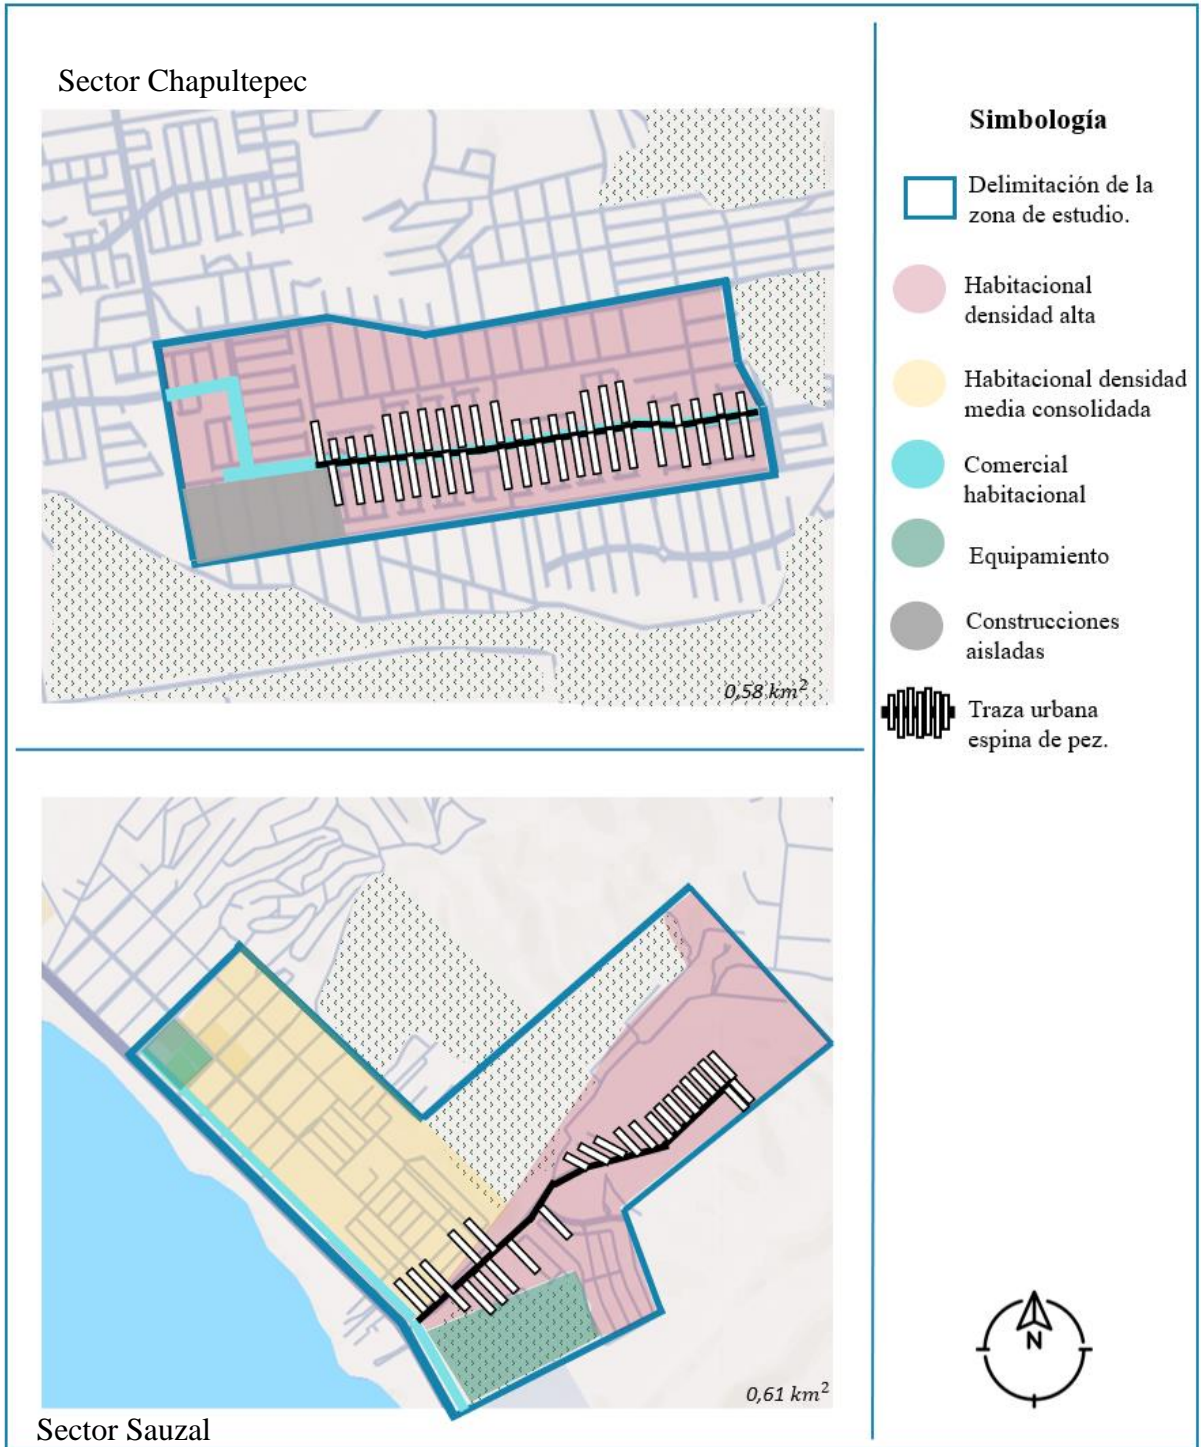 Sector Chapultepec
0,58 km²
Simbología
Delimitación de la
zona de estudio.
Habitacional
densidad alta
Habitacional densidad
media consolidada
Comercial
habitacional
Equipamiento
Construcciones
aisladas
Traza urbana
espina de pez.
0,61 km²
Sector Sauzal
N